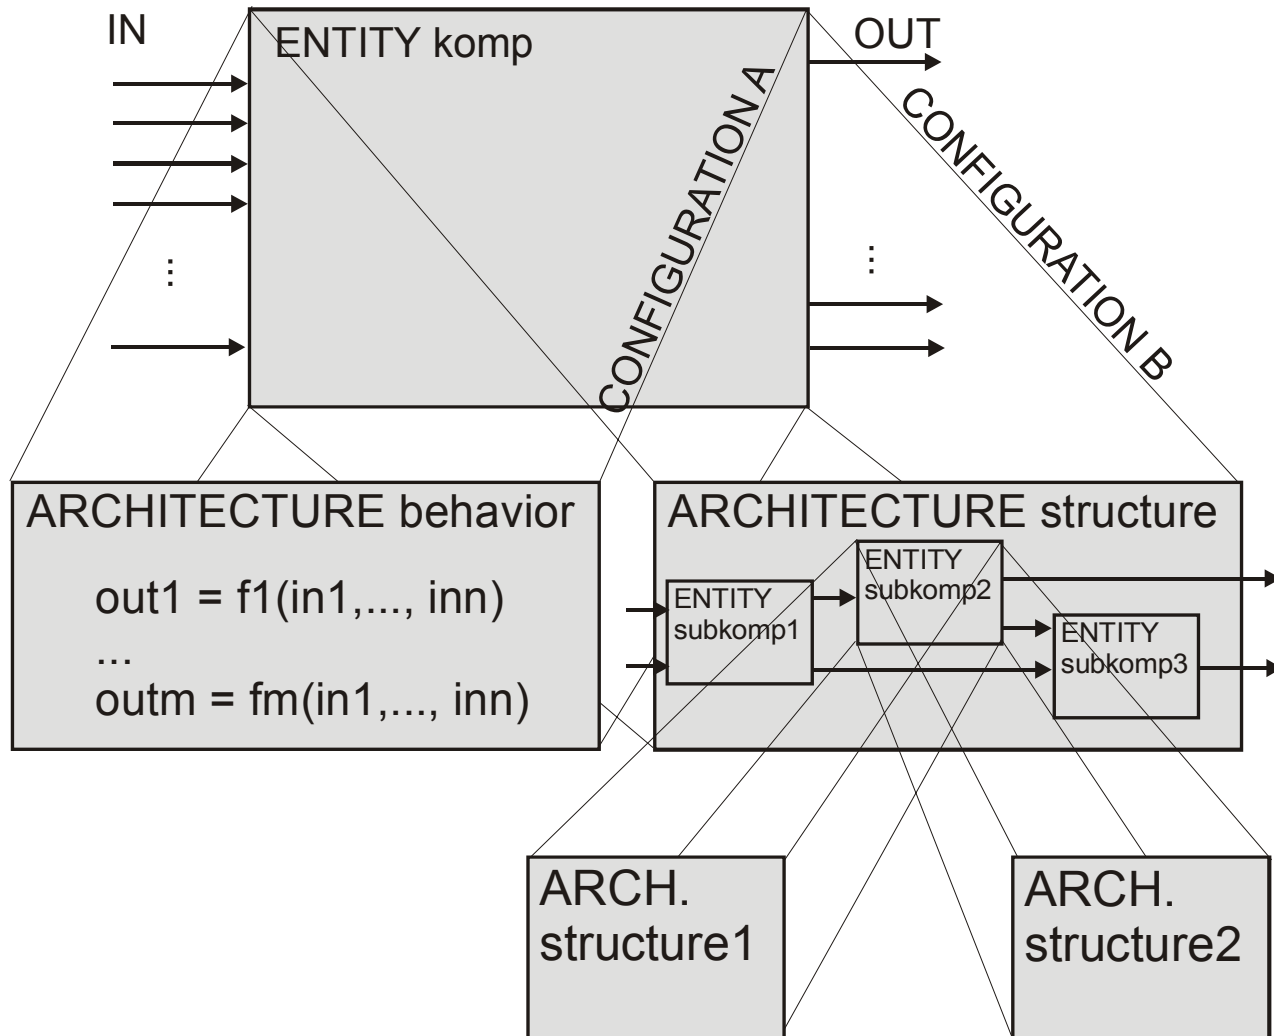 IN
ENTITY komp
OUT
CONFIGURATION A
CONFIGURATION B
...
...
ARCHITECTURE behavior
out1 = f1(in1,..., inn)
...
outm = fm(in1,..., inn)
ARCHITECTURE structure
ENTITY
subkomp1
ENTITY
subkomp2
ENTITY
subkomp3
ARCH.
structure1
ARCH.
structure2